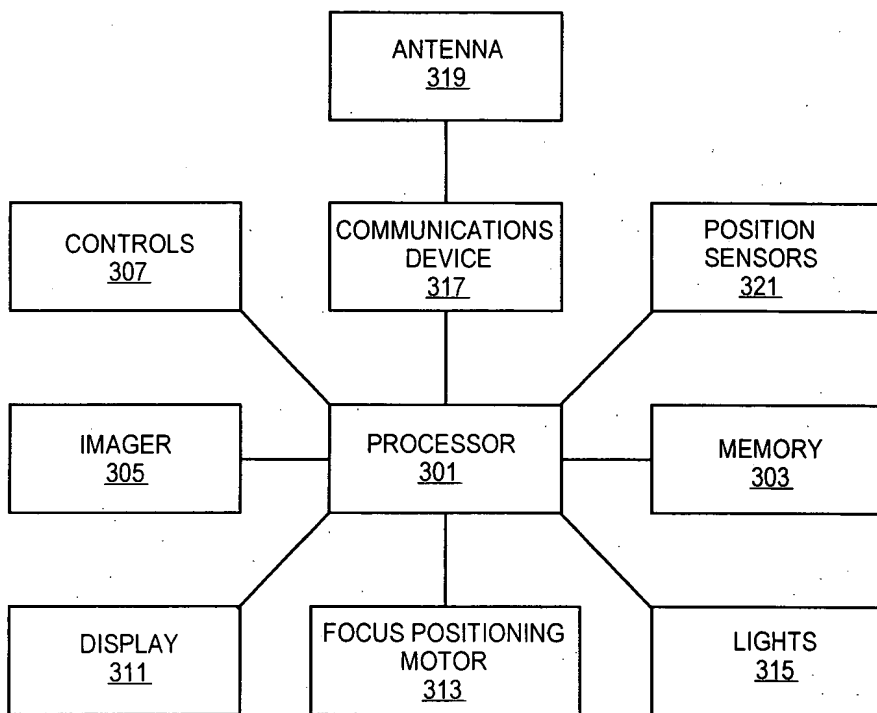 ANTENNA
319
CONTROLS
307
COMMUNICATIONS
DEVICE
317
POSITION
SENSORS
321
IMAGER
305
PROCESSOR
301
MEMORY
303
DISPLAY
311
FOCUS POSITIONING
MOTOR
313
LIGHTS
315